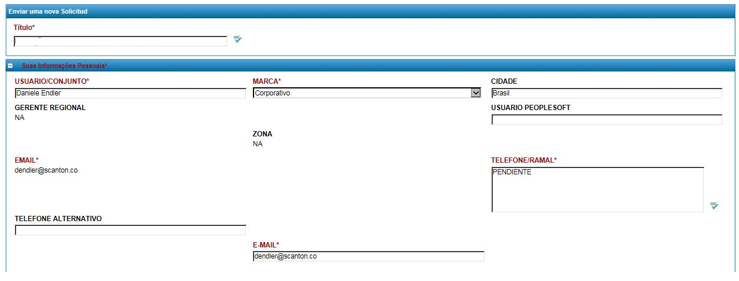 Enviar uma nova Solicitud
Título*
Suas Informações Pessoais*
USUARIO/CONJUNTO* MARCA* CIDADE
Daniele Endler Corporativo Brasil
GERENTE REGIONAL USUARIO PEOPLESOFT
NA
ZONA
NA
EMAIL* TELEFONE/RAMAL*
dendler@scanton.co PENDIENTE
TELEFONE ALTERNATIVO
E-MAIL*
dendler@scanton.co